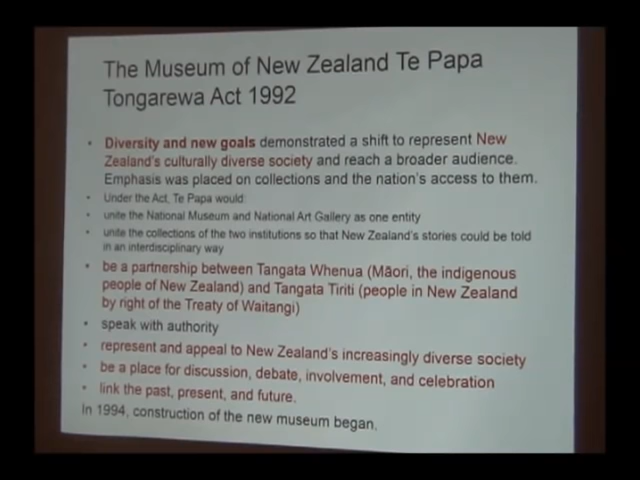 The Museum of New Zealand Te Papa
Tongarewa Act 1992
• Diversity and new goals demonstrated a shift to represent New
Zealand's culturally diverse society and reach a broader audience.
Emphasis was placed on collections and the nation's access to them.
• Under the Act, Te Papa would:
• unite the National Museum and National Art Gallery as one entity
• unite the collections of the two institutions so that New Zealand's stories could be told
in an interdisciplinary way
• be a partnership between Tangata Whenua (Māori, the indigenous
people of New Zealand) and Tangata Tiriti (people in New Zealand
by right of the Treaty of Waitangi)
• speak with authority
• represent and appeal to New Zealand's increasingly diverse society
• be a place for discussion, debate, involvement, and celebration
• link the past, present, and future.
In 1994, construction of the new museum began.